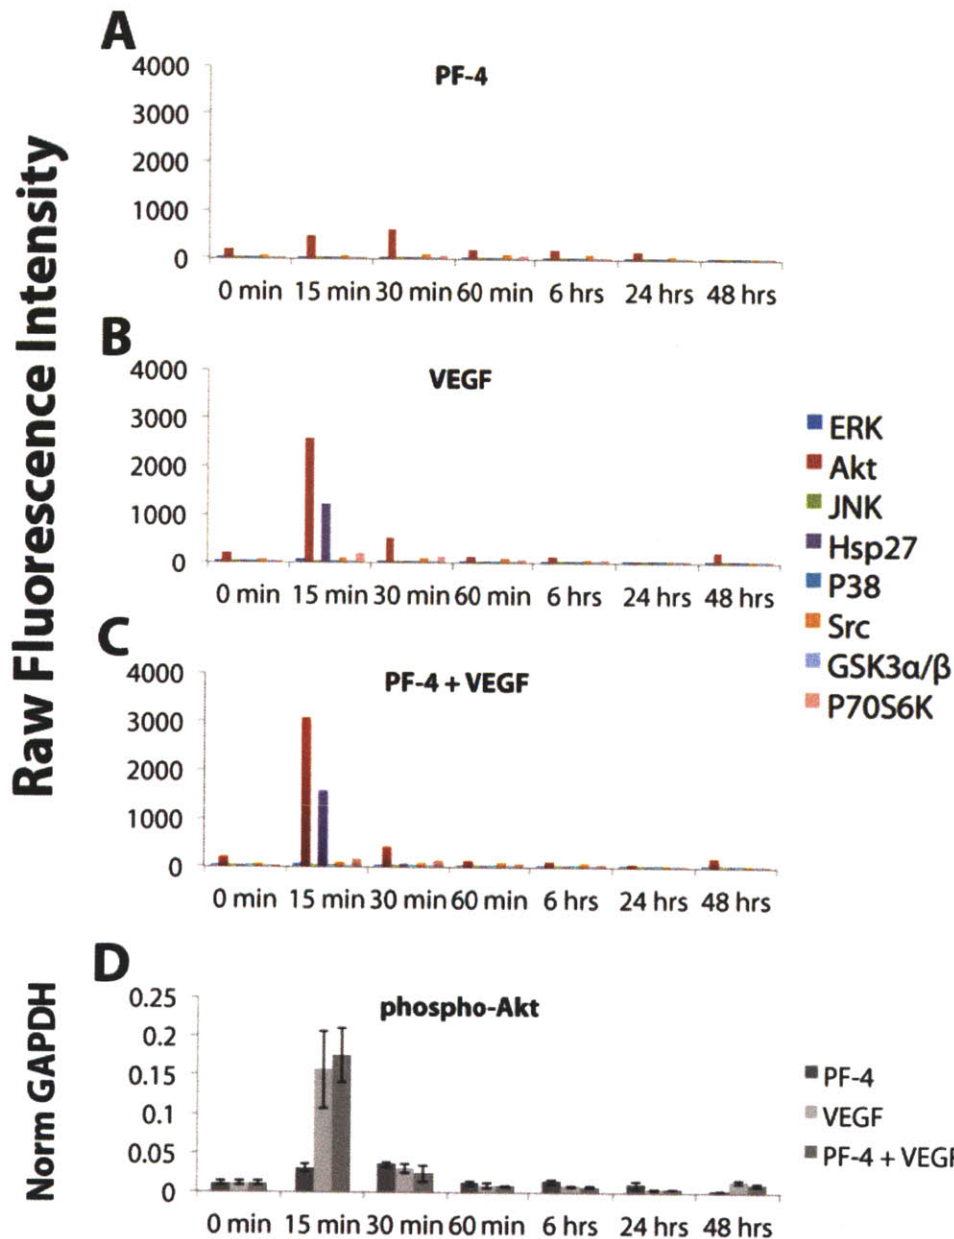 A
PF-4
4000
3000
2000
1000
0
0 min 15 min 30 min 60 min 6 hrs 24 hrs 48 hrs
Raw Fluorescence Intensity
B
VEGF
4000
3000
2000
1000
0
0 min 15 min 30 min 60 min 6 hrs 24 hrs 48 hrs
ERK
Akt
JNK
Hsp27
P38
Src
GSK3α/β
P70S6K
C
PF-4 + VEGF
4000
3000
2000
1000
0
0 min 15 min 30 min 60 min 6 hrs 24 hrs 48 hrs
D
phospho-Akt
Norm GAPDH
0.25
0.2
0.15
0.1
0.05
0
0 min 15 min 30 min 60 min 6 hrs 24 hrs 48 hrs
PF-4
VEGF
PF-4 + VEGF